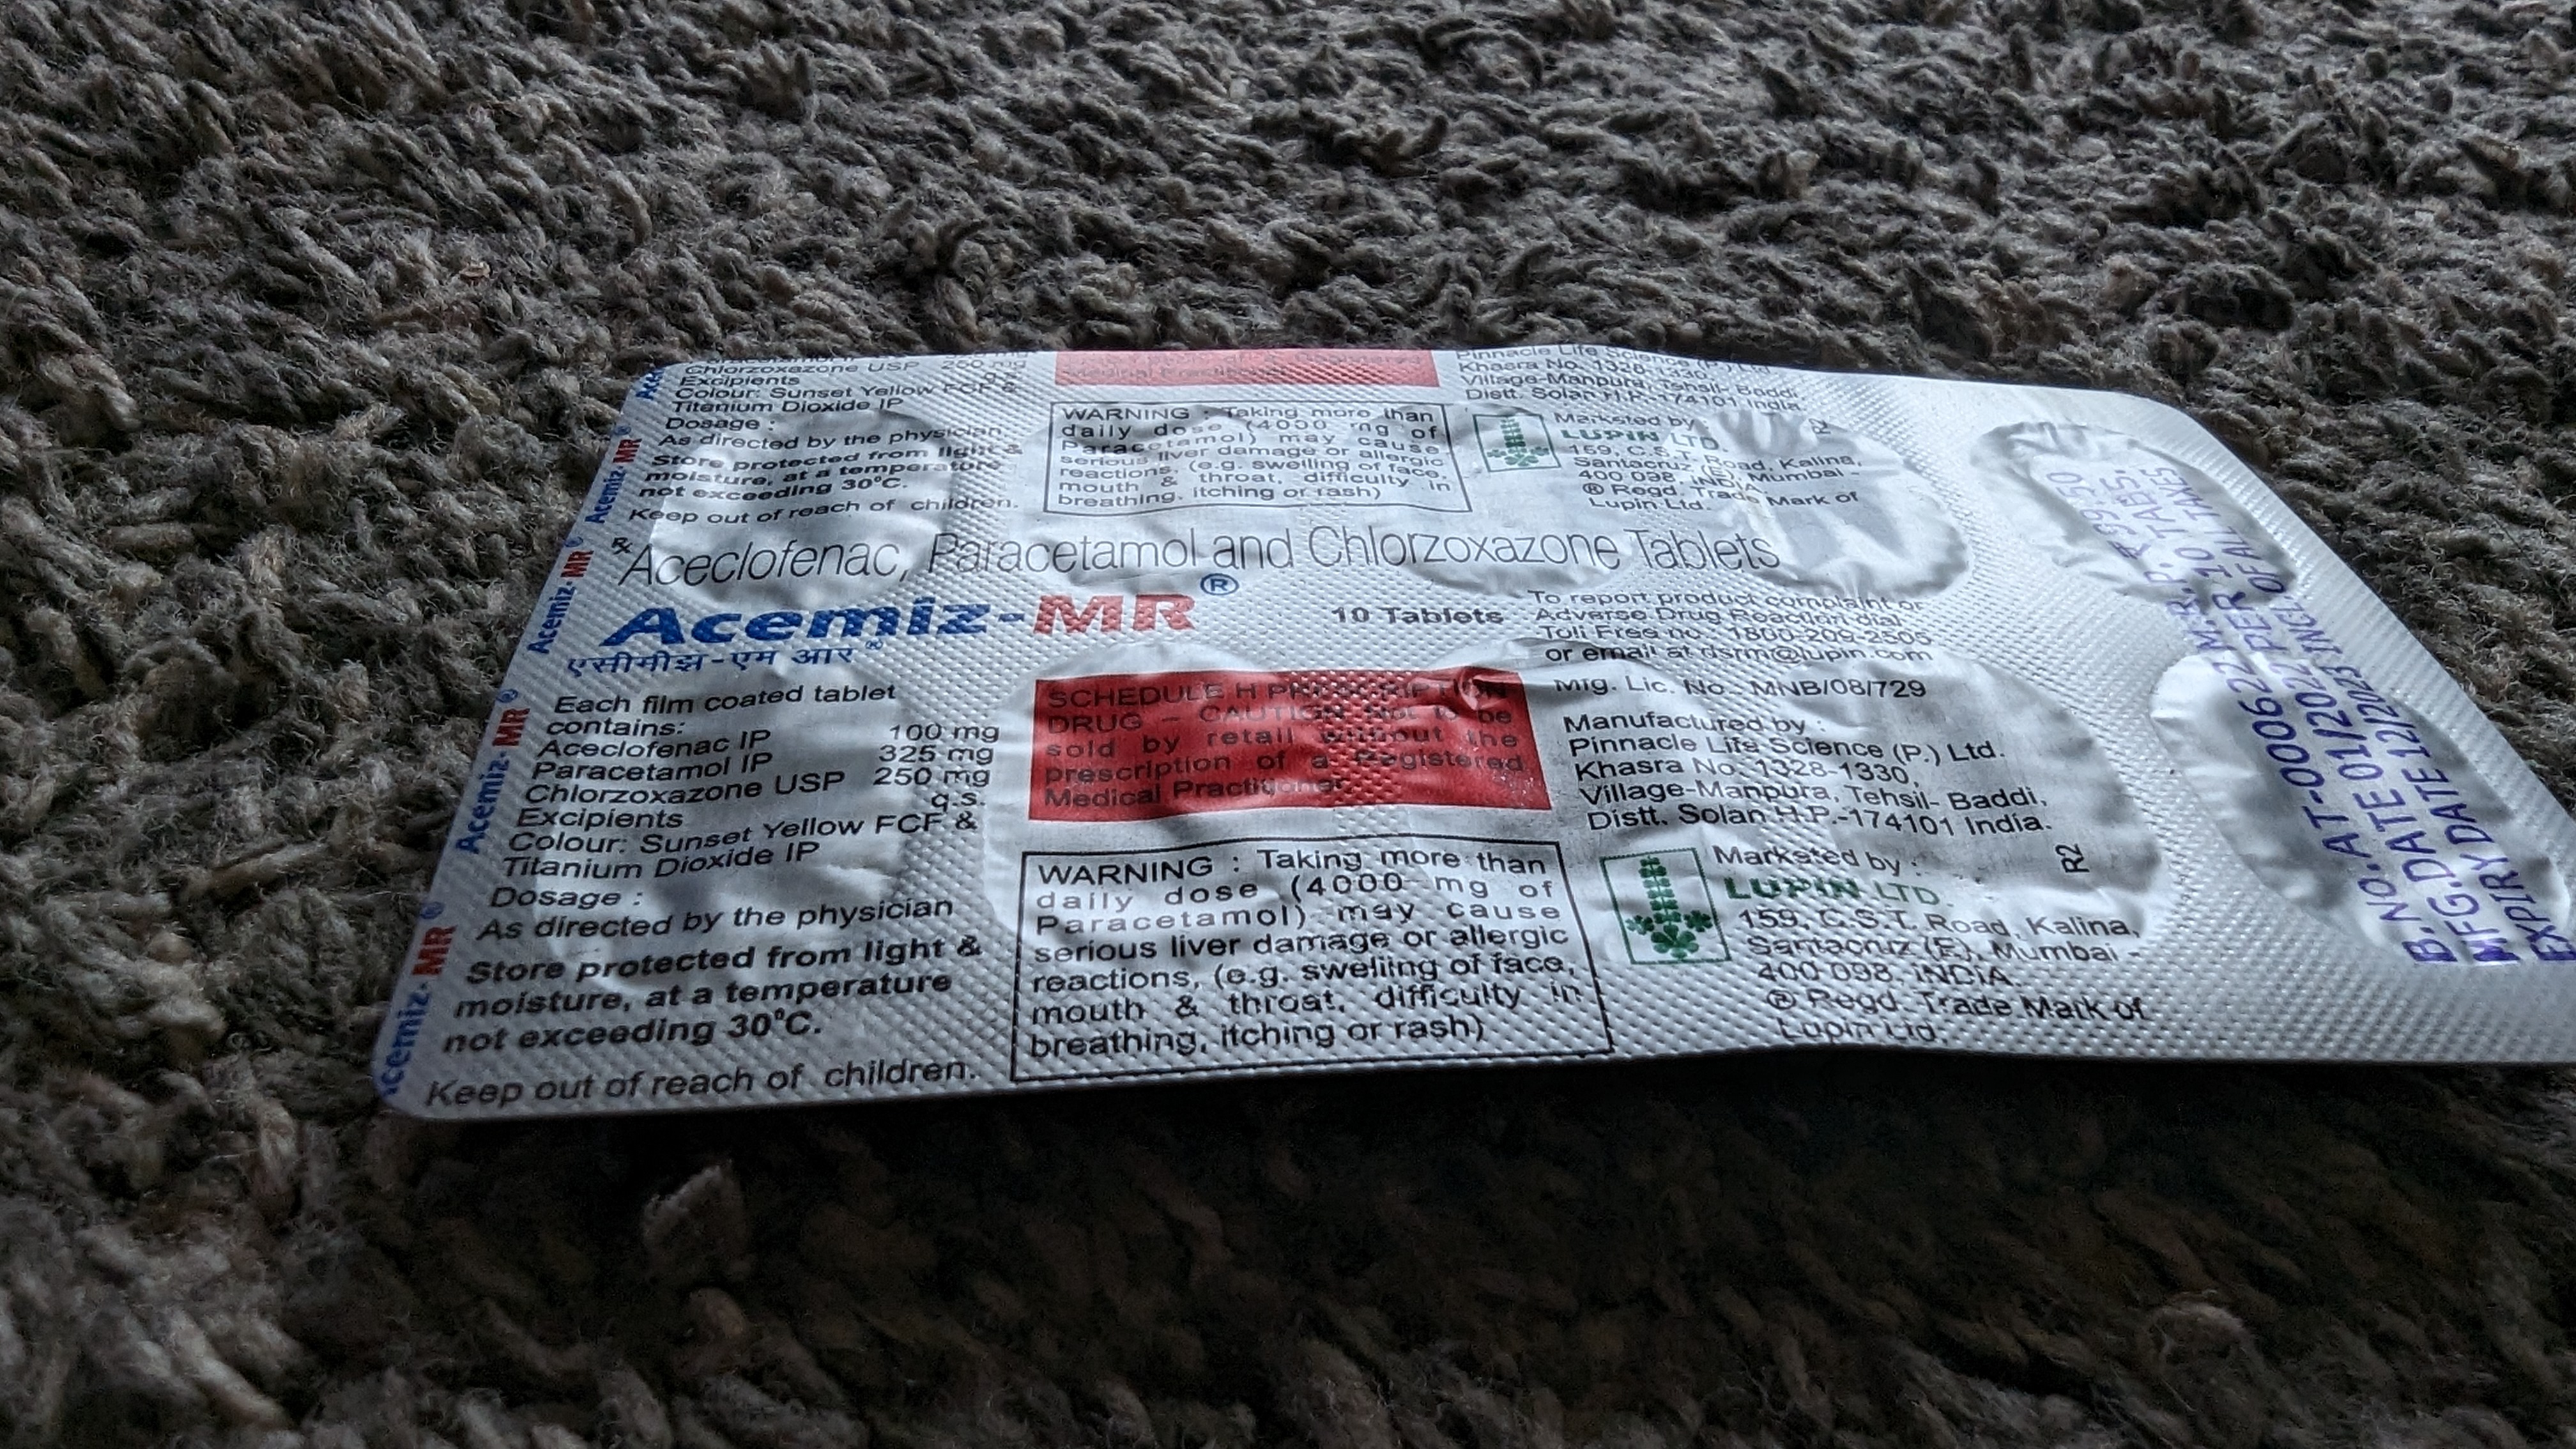 Chlorzoxazone USP 250 mg
Excipients q.s.
Colour: Sunset Yellow FCF &
Titanium Dioxide IP
Dosage :
As directed by the physician
Store protected from light &
moisture, at a temperature
not exceeding 30°C.
Keep out of reach of children.
Medical Practitioner
WARNING : Taking more than
daily dose (4000 mg of
Paracetamol) may cause
serious liver damage or allergic
reactions, (e.g. swelling of face,
mouth & throat, difficulty in
breathing, itching or rash)
Pinnacle Life Science (P.) Ltd.
Khasra No. 1328-1330,
Village-Manpura, Tehsil- Baddi,
Distt. Solan H.P.-174101 India.
Marketed by
LUPIN LTD.
159, C.S.T. Road, Kalina,
Santacruz (E), Mumbai -
400 098. INDIA.
® Regd. Trade Mark of
Lupin Ltd.
Rx Aceclofenac, Paracetamol and Chlorzoxazone Tablets
Acemiz-MR®
एसीमीझ-एम आर®
10 Tablets
To report product complaint or
Adverse Drug Reaction dial
Toll Free no.: 1800-209-2505
or email at dsrm@lupin.com
Each film coated tablet
contains:
Aceclofenac IP 100 mg
Paracetamol IP 325 mg
Chlorzoxazone USP 250 mg
Excipients q.s.
Colour: Sunset Yellow FCF &
Titanium Dioxide IP
Dosage :
As directed by the physician
Store protected from light &
moisture, at a temperature
not exceeding 30°C.
Keep out of reach of children.
SCHEDULE H PRESCRIPTION
DRUG – CAUTION Not to be
sold by retail without the
prescription of a Registered
Medical Practitioner
WARNING : Taking more than
daily dose (4000 mg of
Paracetamol) may cause
serious liver damage or allergic
reactions, (e.g. swelling of face,
mouth & throat, difficulty in
breathing, itching or rash)
Mfg. Lic. No.: MNB/08/729
Manufactured by :
Pinnacle Life Science (P.) Ltd.
Khasra No. 1328-1330,
Village-Manpura, Tehsil- Baddi,
Distt. Solan H.P.-174101 India.
Marketed by :
LUPIN LTD.
159, C.S.T. Road, Kalina,
Santacruz (E), Mumbai -
400 098. INDIA.
® Regd. Trade Mark of
Lupin Ltd.
R2
Acemiz-MR®
Acemiz-MR®
Acemiz-MR®
Acemiz-MR®
B.NO. AT-000622 M.R.P.
MFG.DATE 01/2022 PER 10 TABS.
EXPIRY DATE 12/2023 INCL OF ALL TAXES